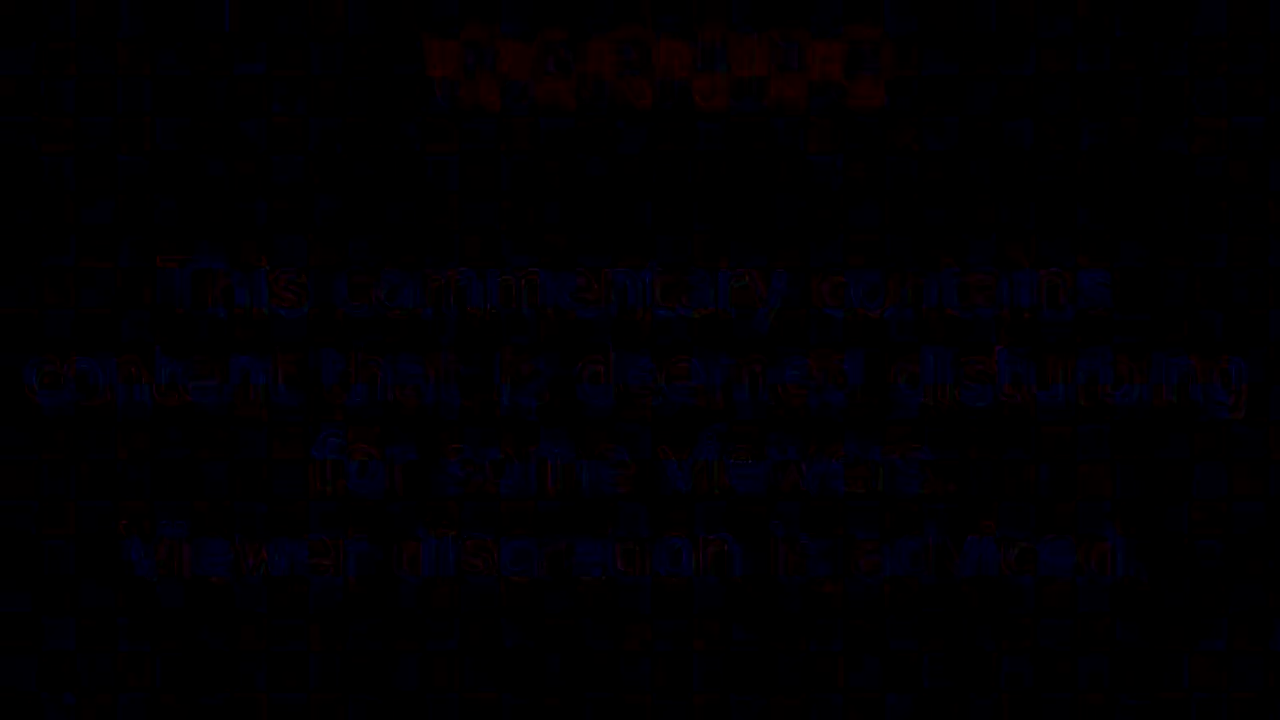 This commentary contains
content that is deemed disturbing
for some viewers.
Viewer discretion is advised